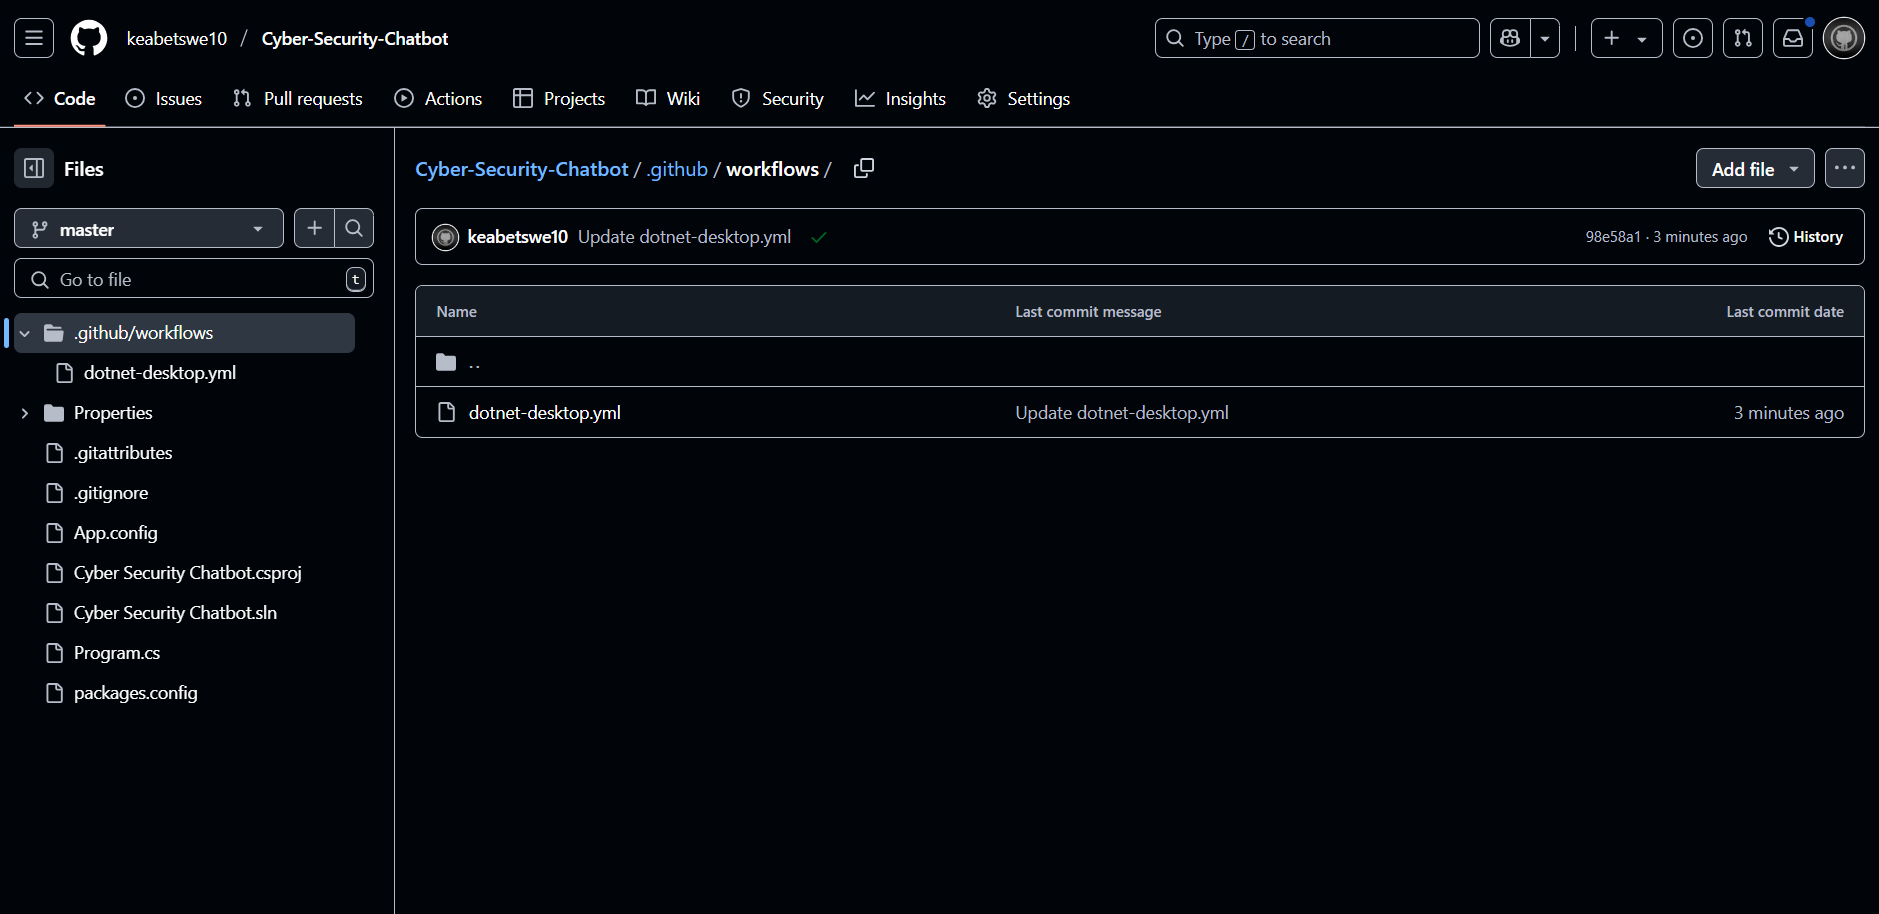 keabetswe10 / Cyber-Security-Chatbot
Type / to search
Code
Issues
Pull requests
Actions
Projects
Wiki
Security
Insights
Settings
Files
master
Go to file
t
.github/workflows
dotnet-desktop.yml
Properties
.gitattributes
.gitignore
App.config
Cyber Security Chatbot.csproj
Cyber Security Chatbot.sln
Program.cs
packages.config
Cyber-Security-Chatbot / .github / workflows /
Add file
keabetswe10 Update dotnet-desktop.yml
98e58a1 · 3 minutes ago
History
Name Last commit message Last commit date
..
dotnet-desktop.yml Update dotnet-desktop.yml 3 minutes ago